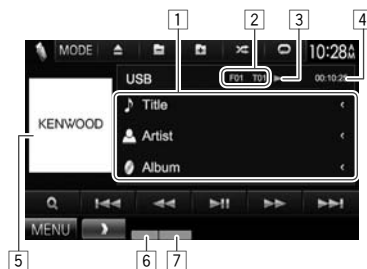 1 2 3 4
MODE 10:28
USB F01 T01 00:10:25
Title
KENWOOD
Artist
Album
MENU
5 6 7